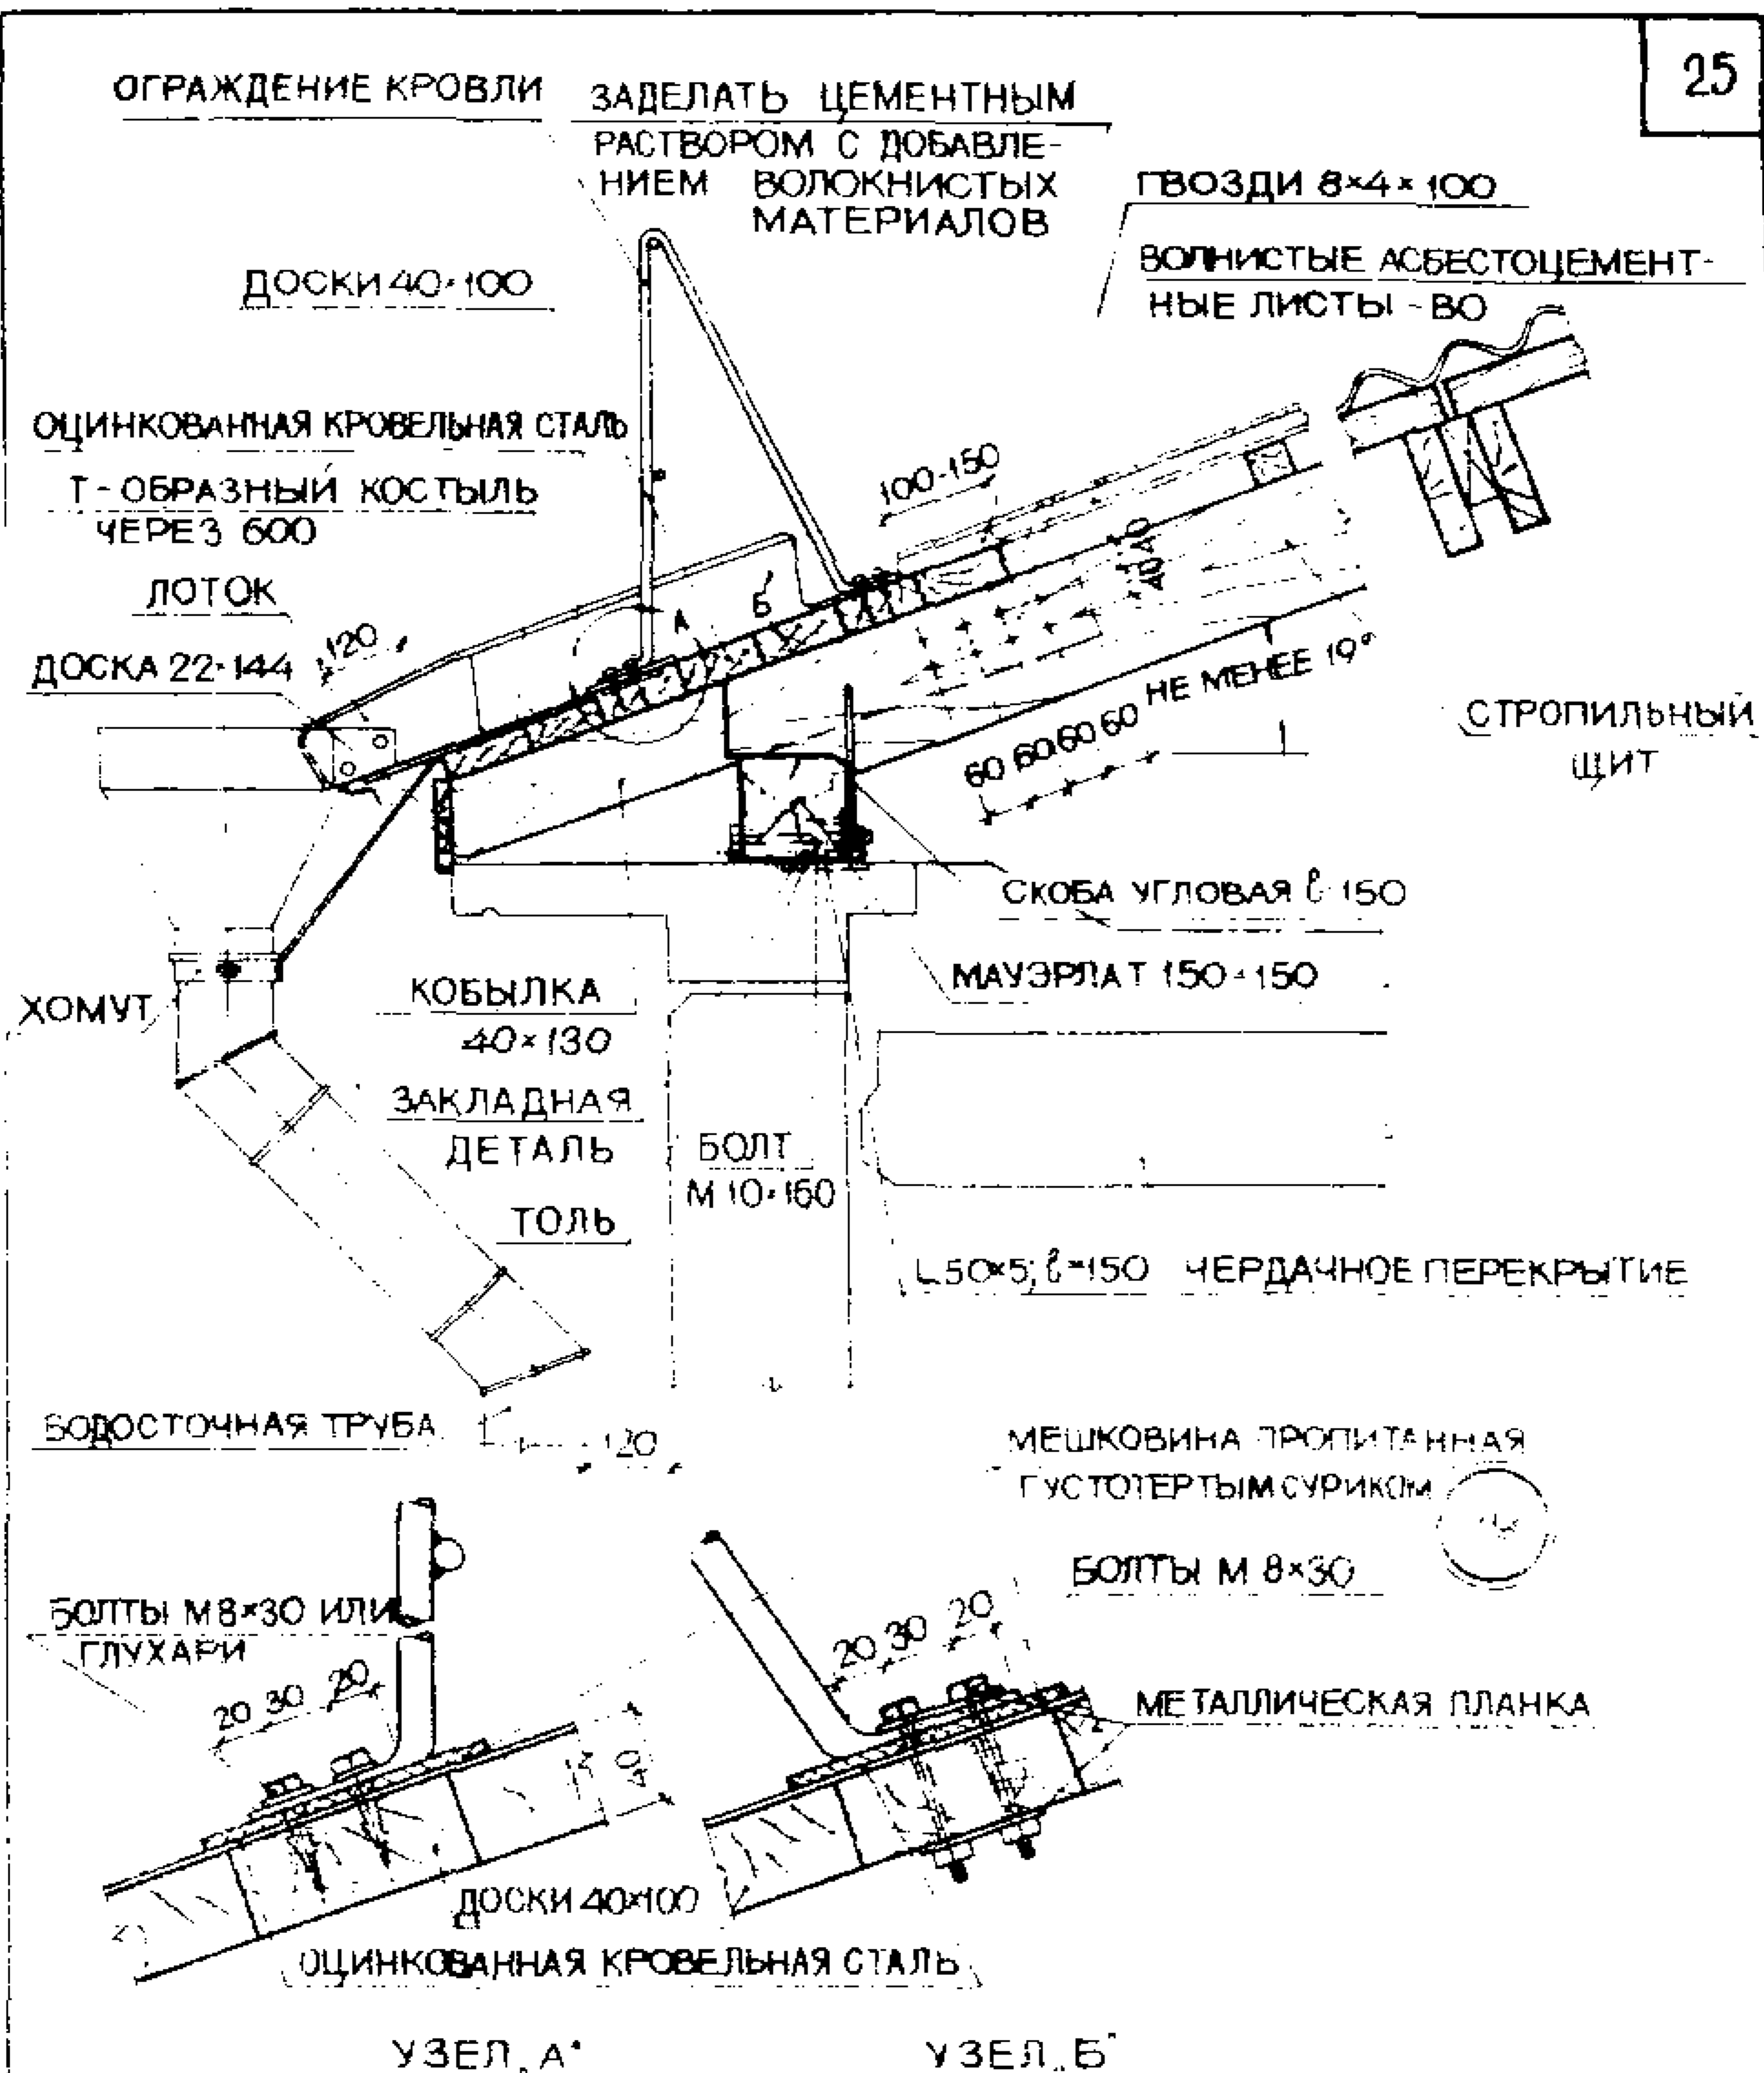 25
ОГРАЖДЕНИЕ КРОВЛИ
ЗАДЕЛАТЬ ЦЕМЕНТНЫМ
РАСТВОРОМ С ДОБАВЛЕ-
НИЕМ ВОЛОКНИСТЫХ
МАТЕРИАЛОВ
ГВОЗДИ 8×4×100
ВОЛНИСТЫЕ АСБЕСТОЦЕМЕНТ-
НЫЕ ЛИСТЫ - ВО
ДОСКИ 40×100
ОЦИНКОВАННАЯ КРОВЕЛЬНАЯ СТАЛЬ
Т-ОБРАЗНЫЙ КОСТЫЛЬ
ЧЕРЕЗ 600
100-150
ЛОТОК
120
А
Б
40 40
ДОСКА 22×144
60 60 60 60
НЕ МЕНЕЕ 19°
СТРОПИЛЬНЫЙ
ЩИТ
СКОБА УГЛОВАЯ ℓ-150
МАУЭРЛАТ 150×150
ХОМУТ
КОБЫЛКА
40×130
ЗАКЛАДНАЯ
ДЕТАЛЬ
БОЛТ
М 10×160
ТОЛЬ
L50×5; ℓ=150
ЧЕРДАЧНОЕ ПЕРЕКРЫТИЕ
ВОДОСТОЧНАЯ ТРУБА
120
МЕШКОВИНА ПРОПИТАННАЯ
ГУСТОТЕРТЫМ СУРИКОМ
БОЛТЫ М 8×30
БОЛТЫ М8×30 ИЛИ
ГЛУХАРИ
20 30 20
40
20 30 20
МЕТАЛЛИЧЕСКАЯ ПЛАНКА
ДОСКИ 40×100
ОЦИНКОВАННАЯ КРОВЕЛЬНАЯ СТАЛЬ
УЗЕЛ „А"
УЗЕЛ „Б"